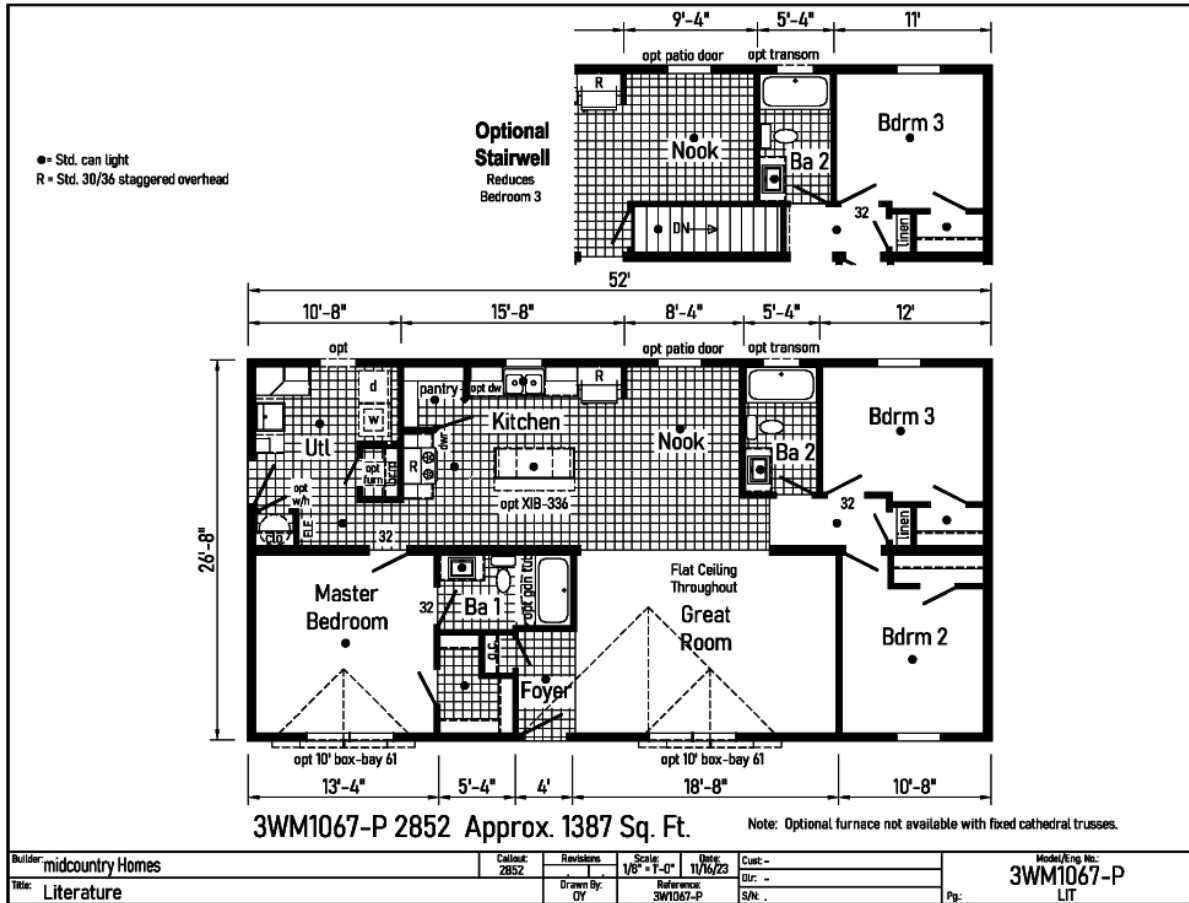 9'-4" 5'-4" 11'
opt patio door opt transom
R
Optional
Stairwell
Reduces
Bedroom 3
Nook
Ba 2
Bdrm 3
32
linen
DN
●= Std. can light
R = Std. 30/36 staggered overhead
52'
10'-8" 15'-8" 8'-4" 5'-4" 12'
opt opt patio door opt transom
26'-8"
d
w
Utl
opt
furn
opt
w/h
clo
ELE
32
pantry
opt dw
R
Kitchen
dwr
R
opt XIB-336
Nook
Ba 2
Bdrm 3
32
linen
Master
Bedroom
32
Ba 1
opt gdn tub
Foyer
Flat Ceiling
Throughout
Great
Room
Bdrm 2
opt 10' box-bay 61 opt 10' box-bay 61
13'-4" 5'-4" 4' 18'-8" 10'-8"
3WM1067-P 2852 Approx. 1387 Sq. Ft.
Note: Optional furnace not available with fixed cathedral trusses.
Builder: midcountry Homes
Callout: 2852
Revisions
Scale: 1/8" = 1'-0"
Date: 11/16/23
Cust: -
Dlr: -
S/N: .
Model/Eng. No.:
3WM1067-P
Title: Literature
Drawn By: OY
Reference: 3WM1067-P
Pg.: LIT